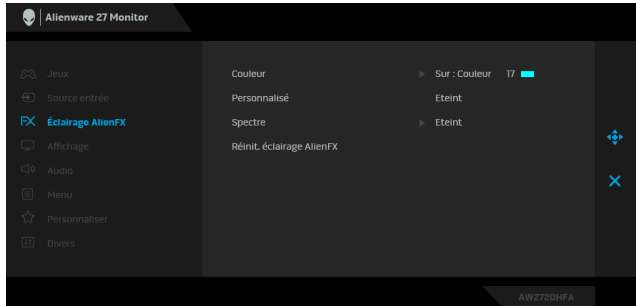 Alienware 27 Monitor
Jeux
Source entrée
FX Éclairage AlienFX
Affichage
Audio
Menu
Personnaliser
Divers
Couleur Sur : Couleur 17
Personnalisé Eteint
Spectre Eteint
Réinit. éclairage AlienFX
AW2720HFA